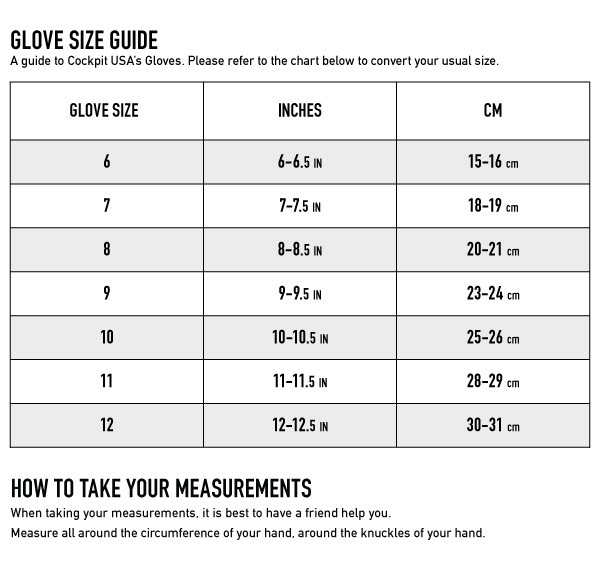 GLOVE SIZE GUIDE
A guide to Cockpit USA's Gloves. Please refer to the chart below to convert your usual size.
GLOVE SIZE INCHES CM
6 6-6.5 IN 15-16 cm
7 7-7.5 IN 18-19 cm
8 8-8.5 IN 20-21 cm
9 9-9.5 IN 23-24 cm
10 10-10.5 IN 25-26 cm
11 11-11.5 IN 28-29 cm
12 12-12.5 IN 30-31 cm
HOW TO TAKE YOUR MEASUREMENTS
When taking your measurements, it is best to have a friend help you.
Measure all around the circumference of your hand, around the knuckles of your hand.